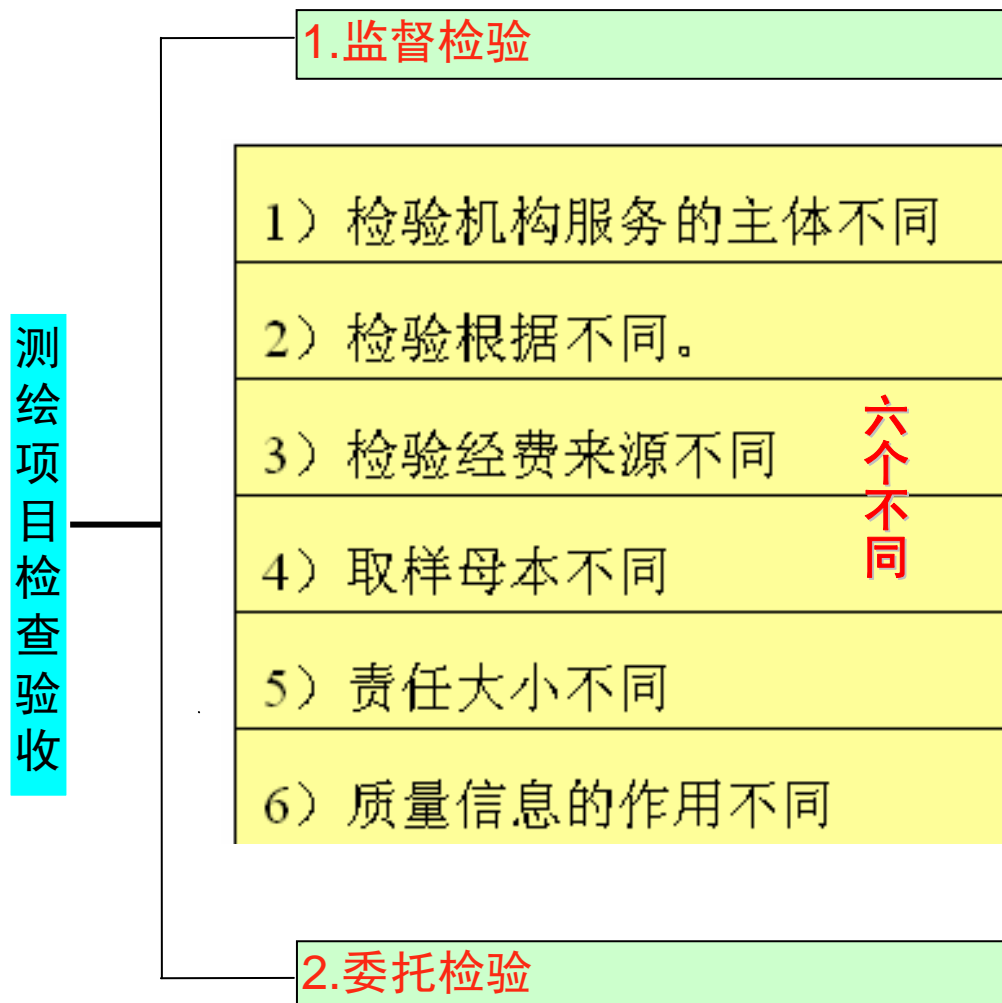 1.监督检验
测绘项目检查验收
1）检验机构服务的主体不同
2）检验根据不同。
3）检验经费来源不同
4）取样母本不同
5）责任大小不同
6）质量信息的作用不同
六个不同
2.委托检验